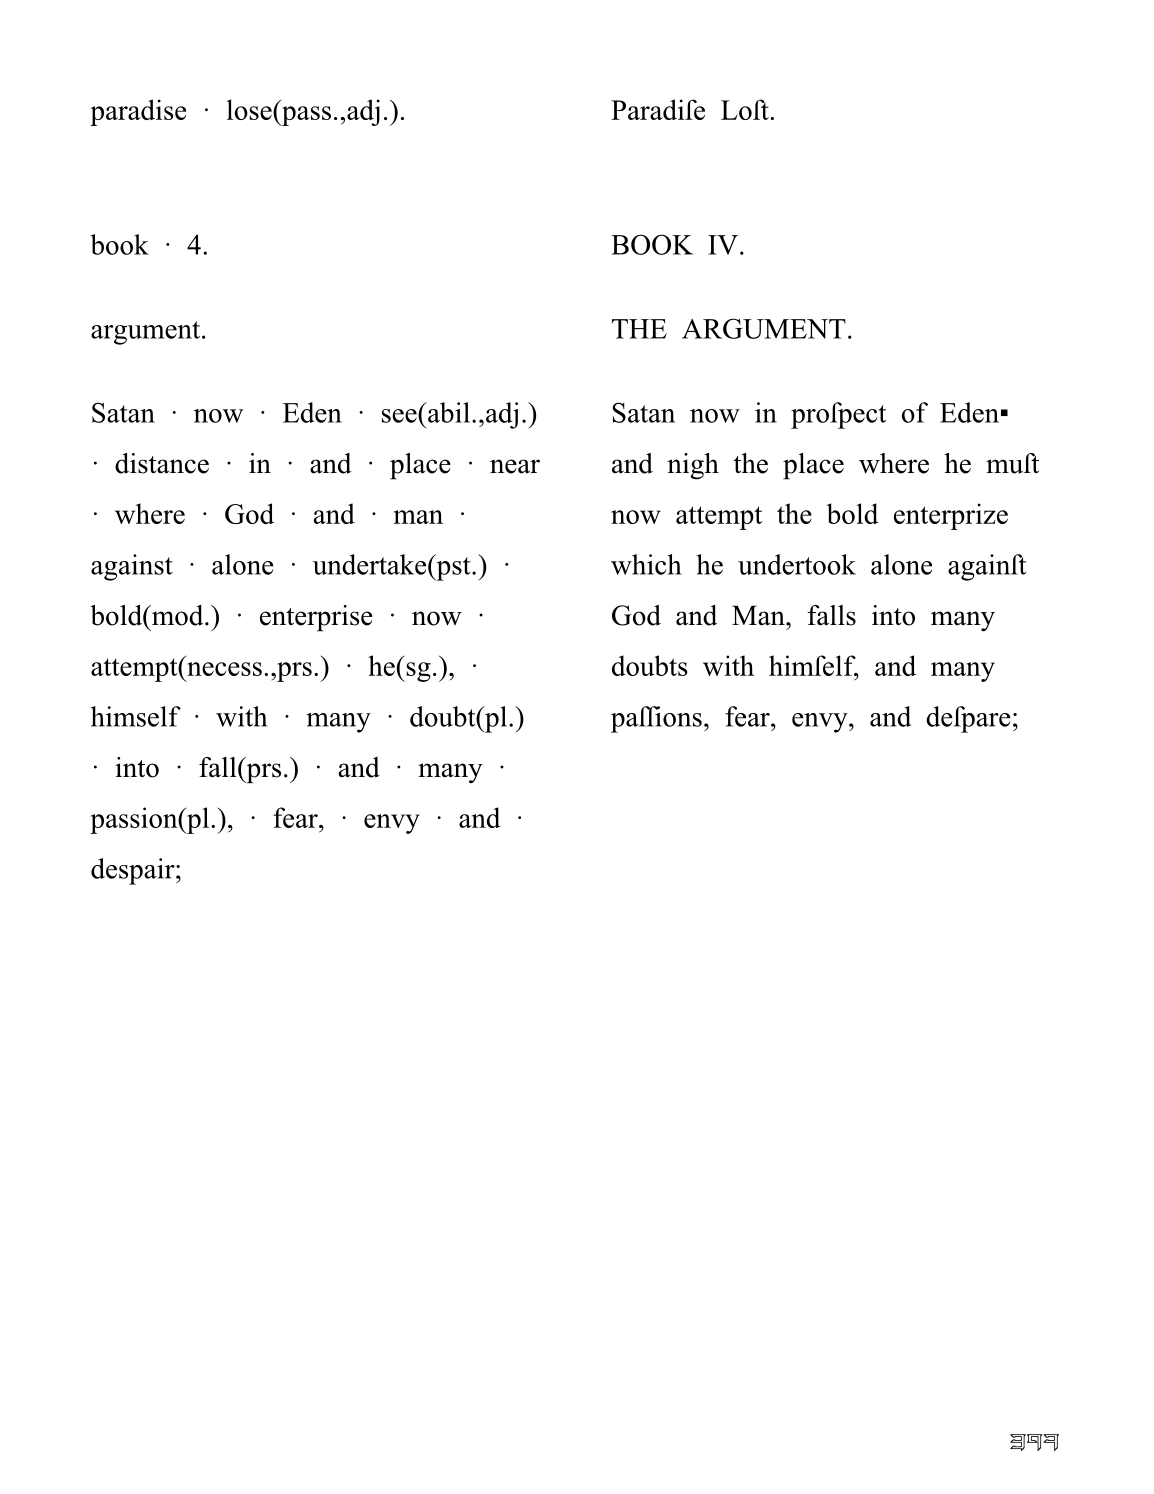 paradise · lose(pass.,adj.).
book · 4.
argument.
Satan · now · Eden · see(abil.,adj.)
· distance · in · and · place · near
· where · God · and · man ·
against · alone · undertake(pst.) ·
bold(mod.) · enterprise · now ·
attempt(necess.,prs.) · he(sg.), ·
himself · with · many · doubt(pl.)
· into · fall(prs.) · and · many ·
passion(pl.), · fear, · envy · and ·
despair;
Paradiſe Loſt.
BOOK IV.
THE ARGUMENT.
Satan now in proſpect of Eden▪
and nigh the place where he muſt
now attempt the bold enterprize
which he undertook alone againſt
God and Man, falls into many
doubts with himſelf, and many
paſſions, fear, envy, and deſpare;